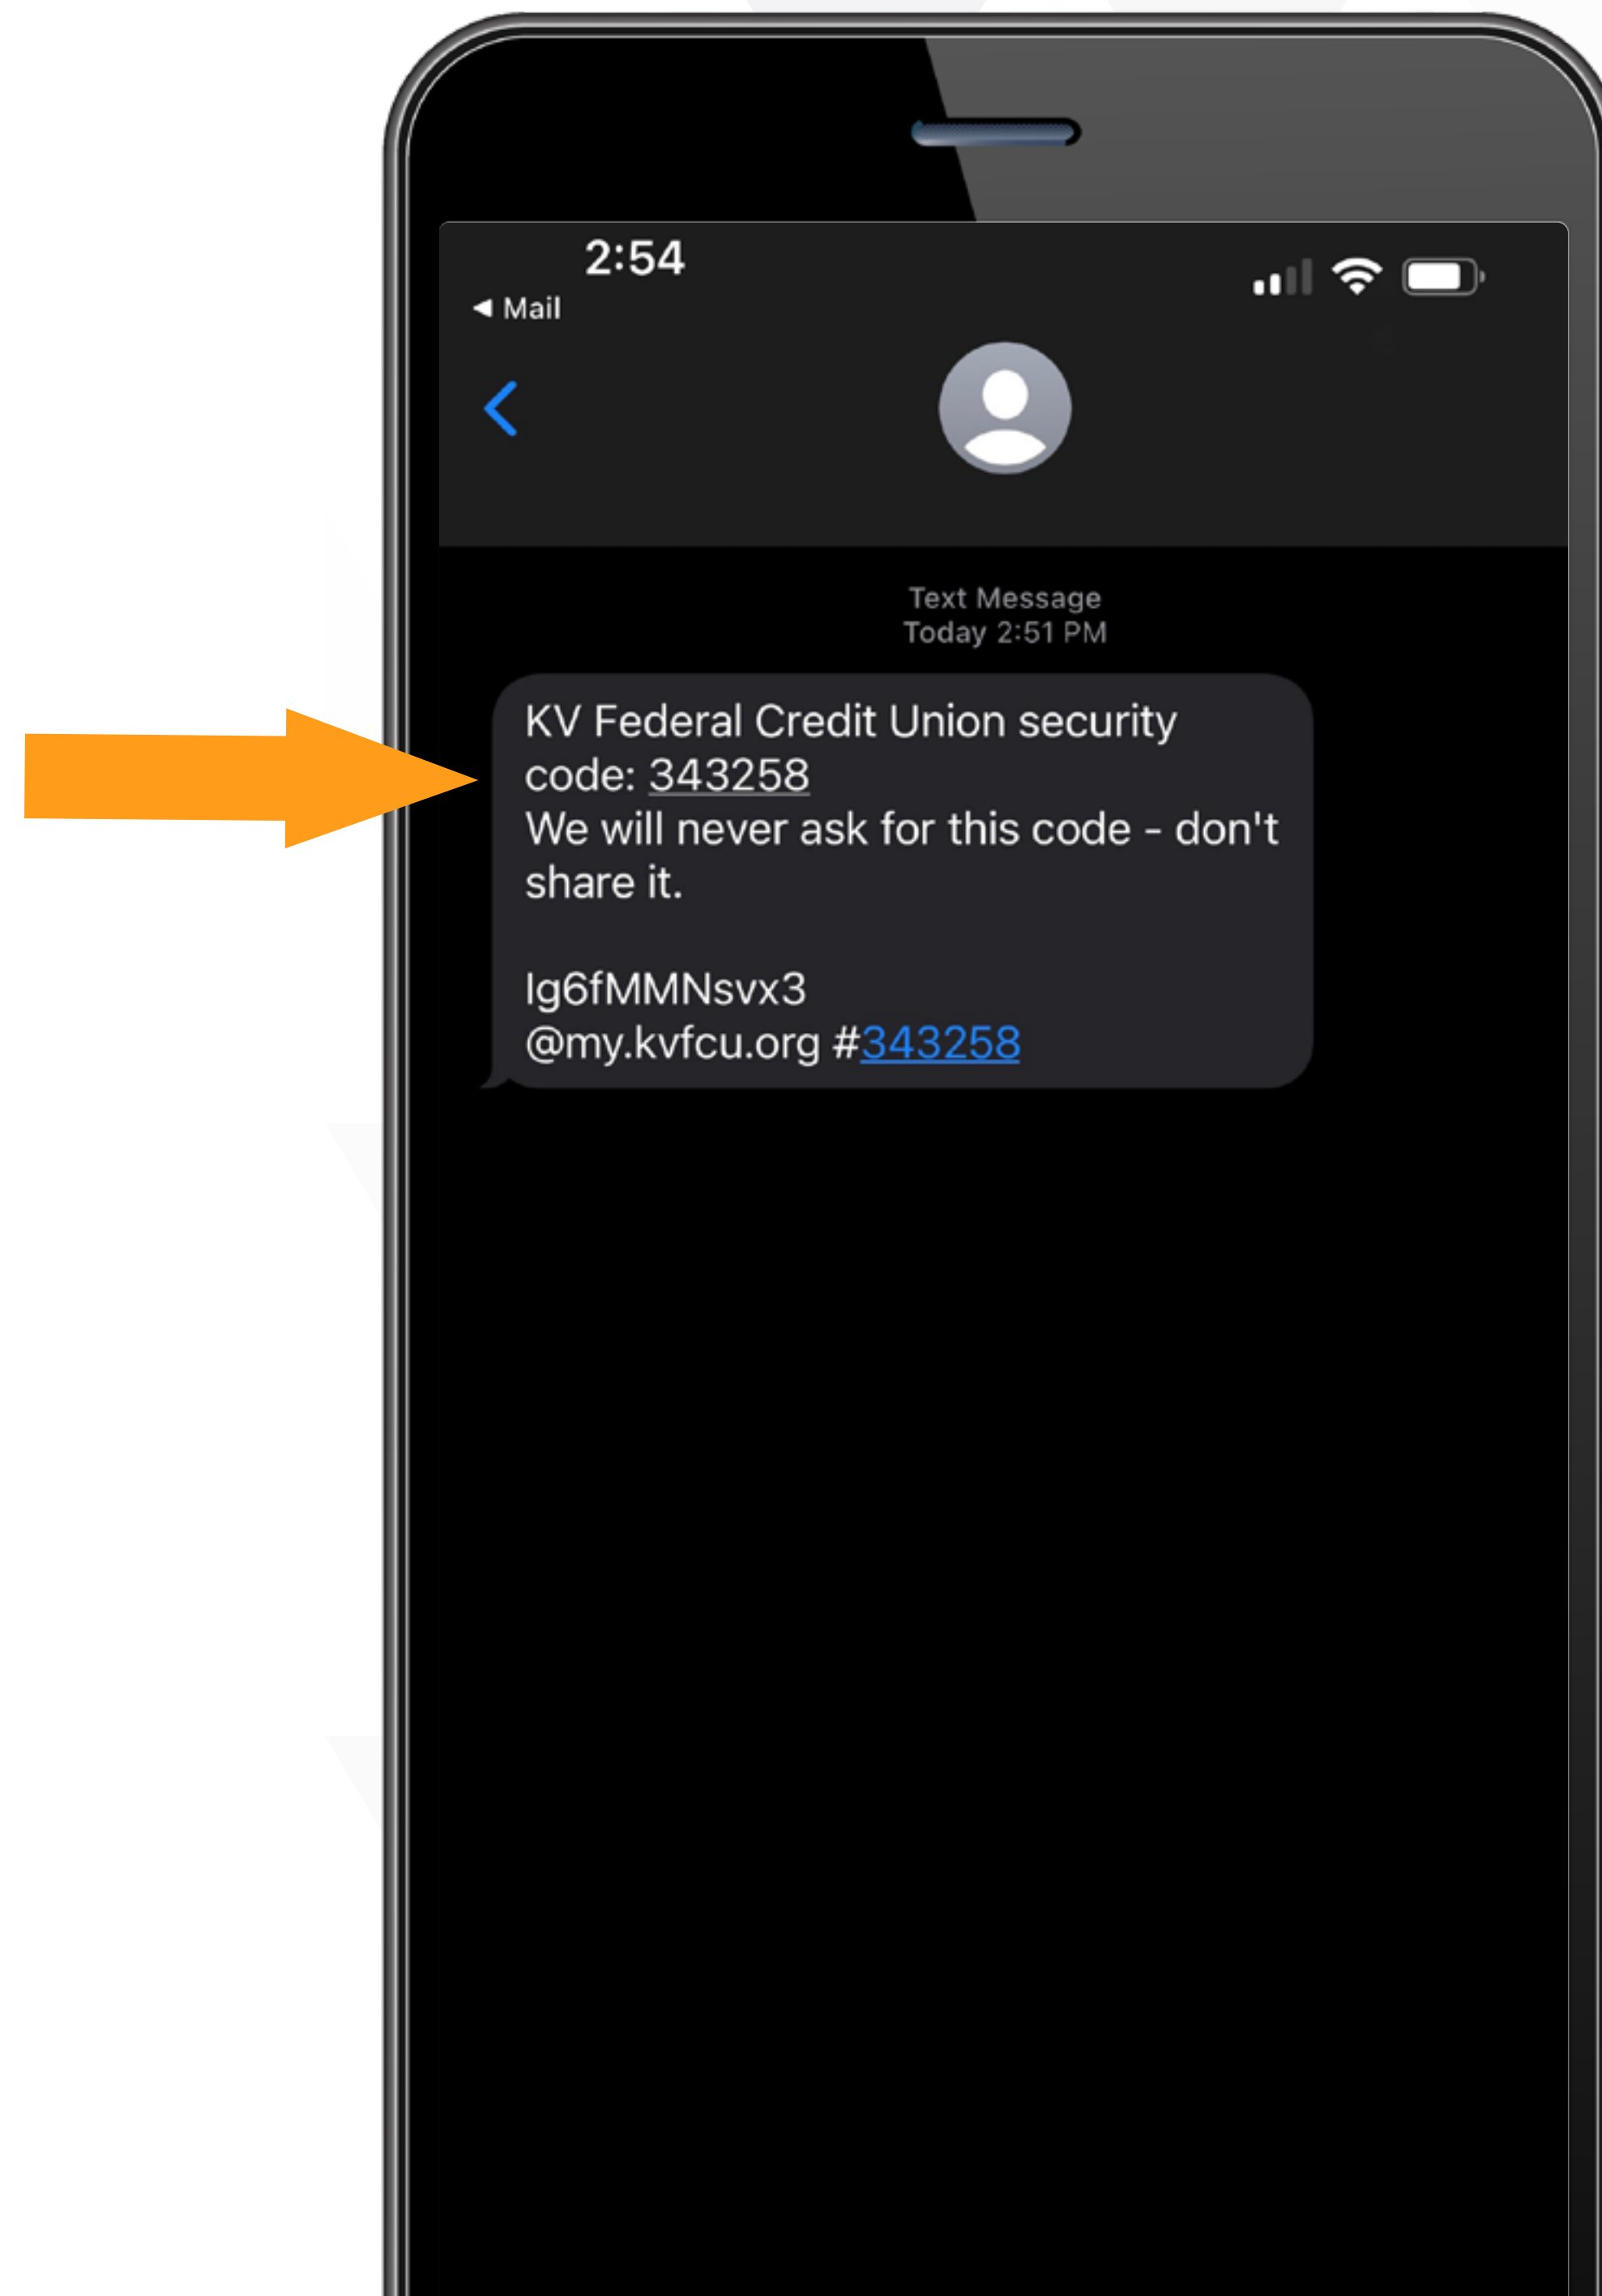 2:54
◀ Mail
Text Message
Today 2:51 PM
KV Federal Credit Union security
code: 343258
We will never ask for this code - don't
share it.
Ig6fMMNsvx3
@my.kvfcu.org #343258